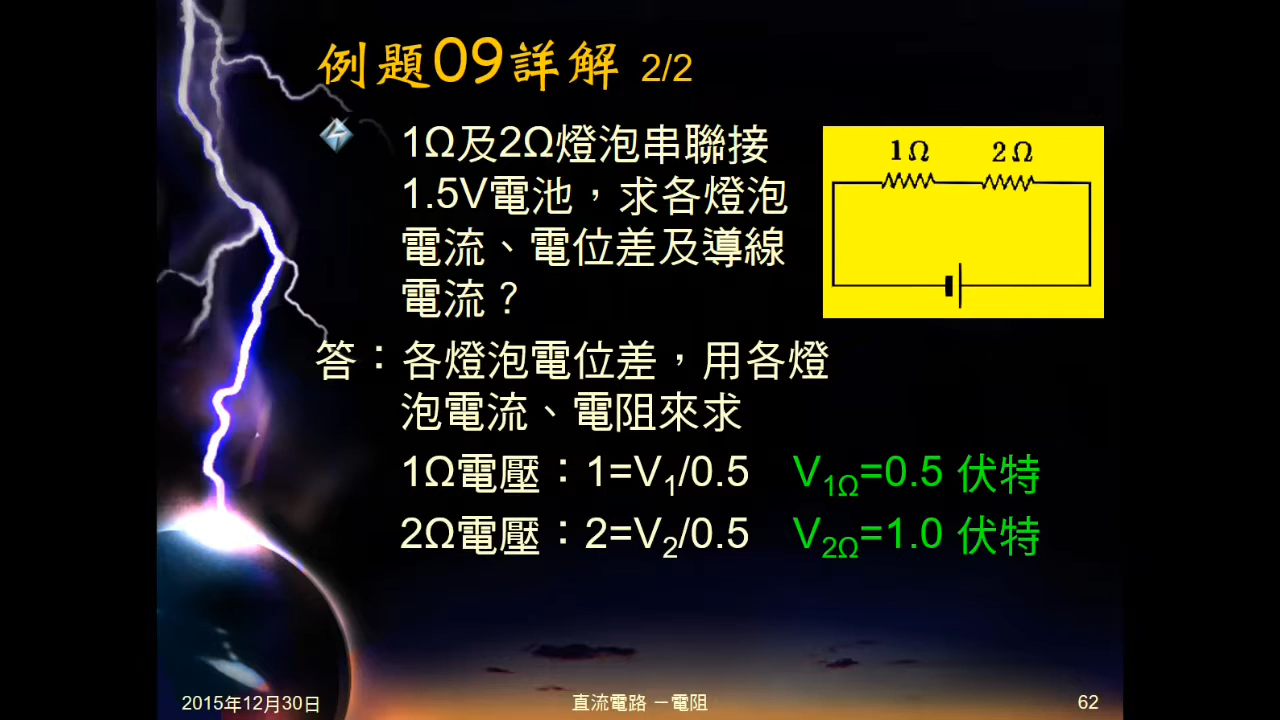 例題09詳解 2/2
1Ω及2Ω燈泡串聯接
1.5V電池，求各燈泡
電流、電位差及導線
電流？
1Ω 2Ω
答：各燈泡電位差，用各燈
泡電流、電阻來求
1Ω電壓：1=V₁/0.5 V₁Ω=0.5 伏特
2Ω電壓：2=V₂/0.5 V₂Ω=1.0 伏特
2015年12月30日
直流電路 －電阻
62